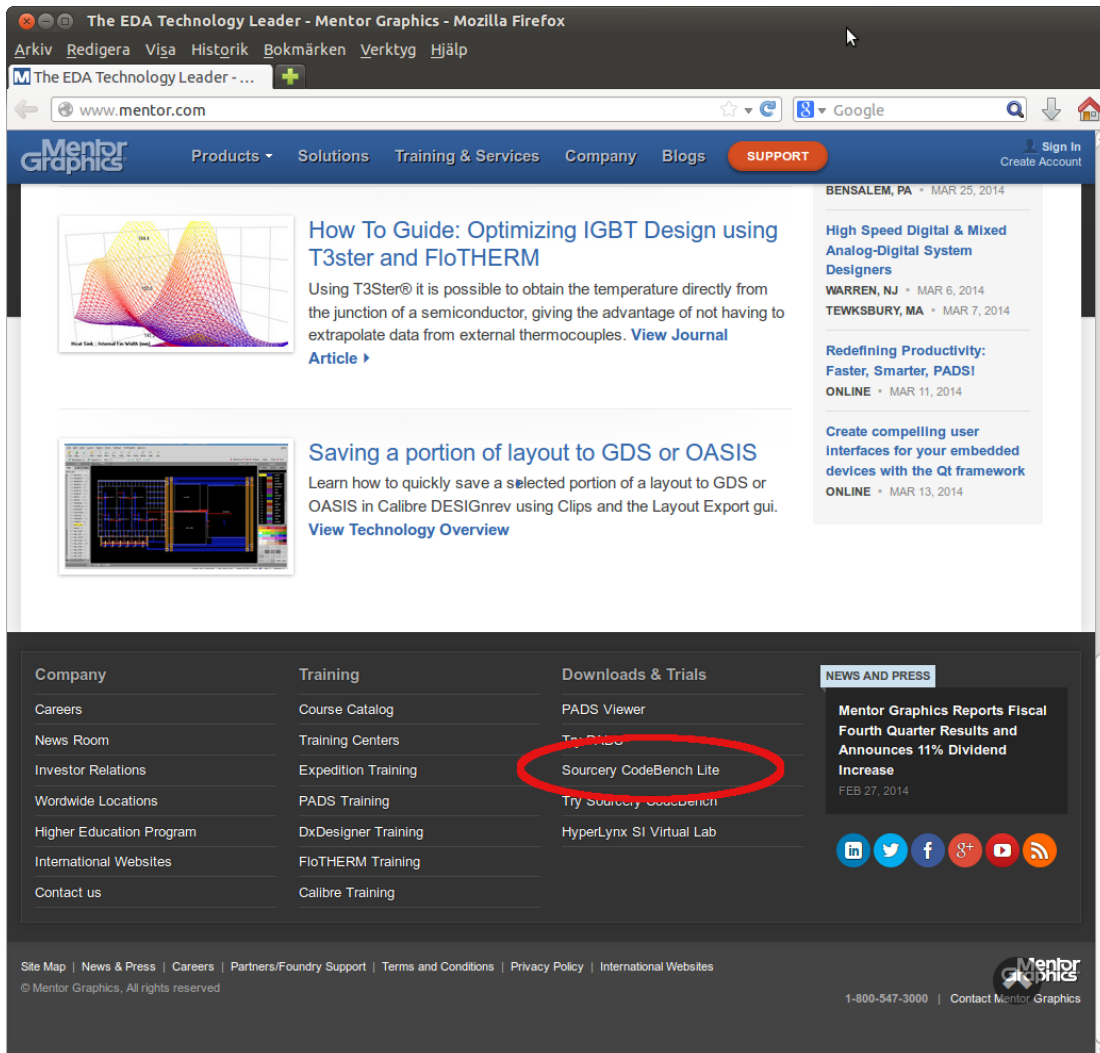 The EDA Technology Leader - Mentor Graphics - Mozilla Firefox
Arkiv Redigera Visa Historik Bokmärken Verktyg Hjälp
The EDA Technology Leader - ...
www.mentor.com
Google
Mentor
Graphics
Products
Solutions
Training & Services
Company
Blogs
SUPPORT
Sign In
Create Account
How To Guide: Optimizing IGBT Design using
T3ster and FloTHERM
Using T3Ster® it is possible to obtain the temperature directly from
the junction of a semiconductor, giving the advantage of not having to
extrapolate data from external thermocouples. View Journal
Article
Saving a portion of layout to GDS or OASIS
Learn how to quickly save a selected portion of a layout to GDS or
OASIS in Calibre DESIGnrev using Clips and the Layout Export gui.
View Technology Overview
BENSALEM, PA • MAR 25, 2014
High Speed Digital & Mixed
Analog-Digital System
Designers
WARREN, NJ • MAR 6, 2014
TEWKSBURY, MA • MAR 7, 2014
Redefining Productivity:
Faster, Smarter, PADS!
ONLINE • MAR 11, 2014
Create compelling user
interfaces for your embedded
devices with the Qt framework
ONLINE • MAR 13, 2014
Company
Careers
News Room
Investor Relations
Wordwide Locations
Higher Education Program
International Websites
Contact us
Training
Course Catalog
Training Centers
Expedition Training
PADS Training
DxDesigner Training
FloTHERM Training
Calibre Training
Downloads & Trials
PADS Viewer
Try PADS
Sourcery CodeBench Lite
Try Sourcery CodeBench
HyperLynx SI Virtual Lab
NEWS AND PRESS
Mentor Graphics Reports Fiscal
Fourth Quarter Results and
Announces 11% Dividend
Increase
FEB 27, 2014
Site Map | News & Press | Careers | Partners/Foundry Support | Terms and Conditions | Privacy Policy | International Websites
© Mentor Graphics, All rights reserved
Mentor
Graphics
1-800-547-3000 | Contact Mentor Graphics